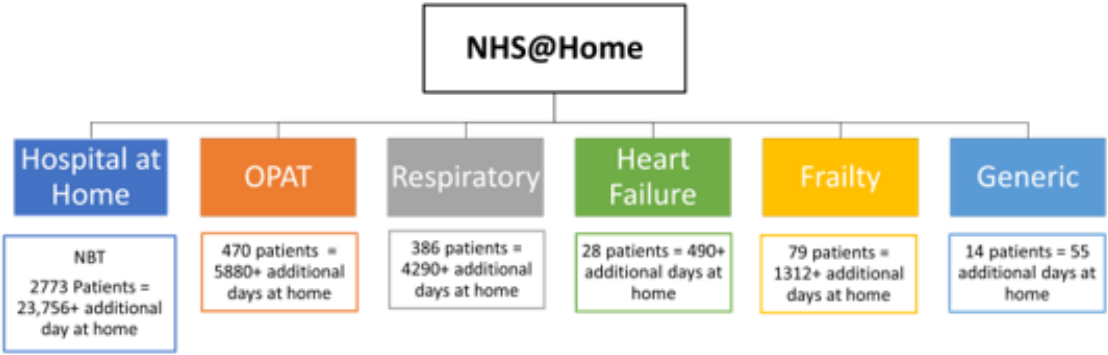 NHS@Home
Hospital at
Home
OPAT
Respiratory
Heart
Failure
Frailty
Generic
NBT
2773 Patients =
23,756+ additional
day at home
470 patients =
5880+ additional
days at home
386 patients =
4290+ additional
days at home
28 patients = 490+
additional days at
home
79 patients =
1312+ additional
days at home
14 patients = 55
additional days at
home